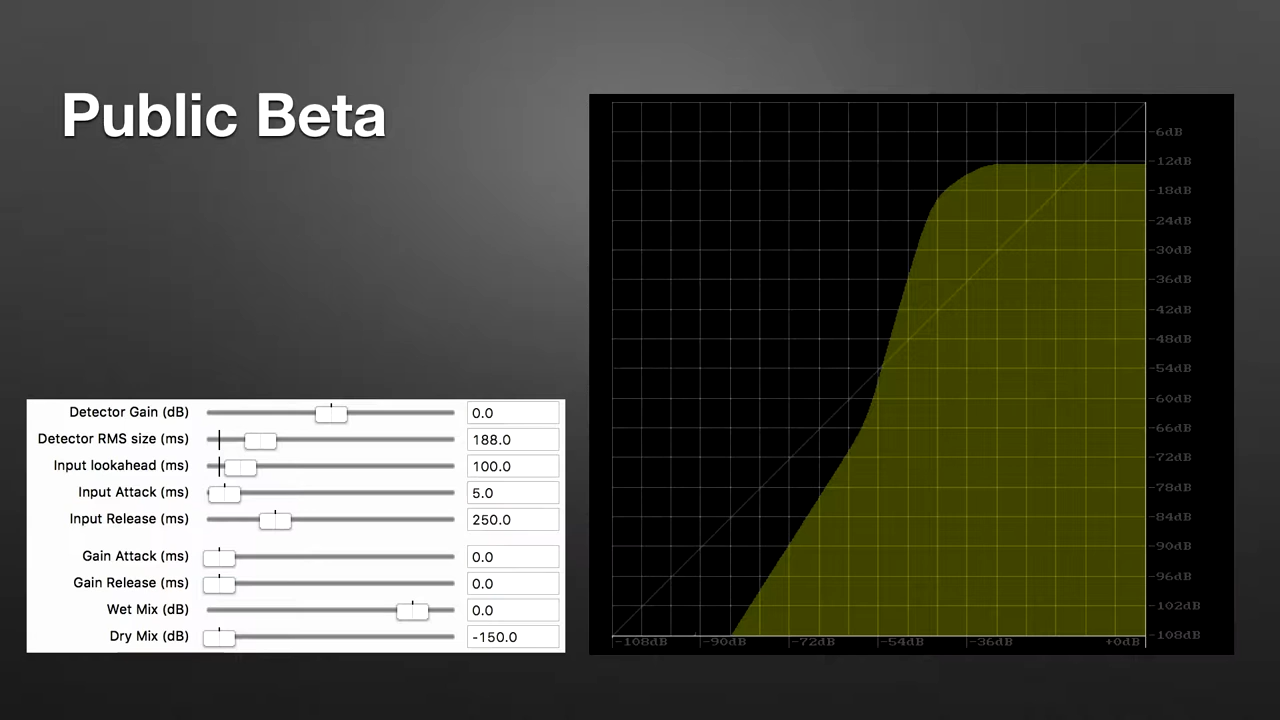 Public Beta
Detector Gain (dB) 0.0
Detector RMS size (ms) 188.0
Input lookahead (ms) 100.0
Input Attack (ms) 5.0
Input Release (ms) 250.0
Gain Attack (ms) 0.0
Gain Release (ms) 0.0
Wet Mix (dB) 0.0
Dry Mix (dB) -150.0
-6dB
-12dB
-18dB
-24dB
-30dB
-36dB
-42dB
-48dB
-54dB
-60dB
-66dB
-72dB
-78dB
-84dB
-90dB
-96dB
-102dB
-108dB
-108dB -90dB -72dB -54dB -36dB +0dB